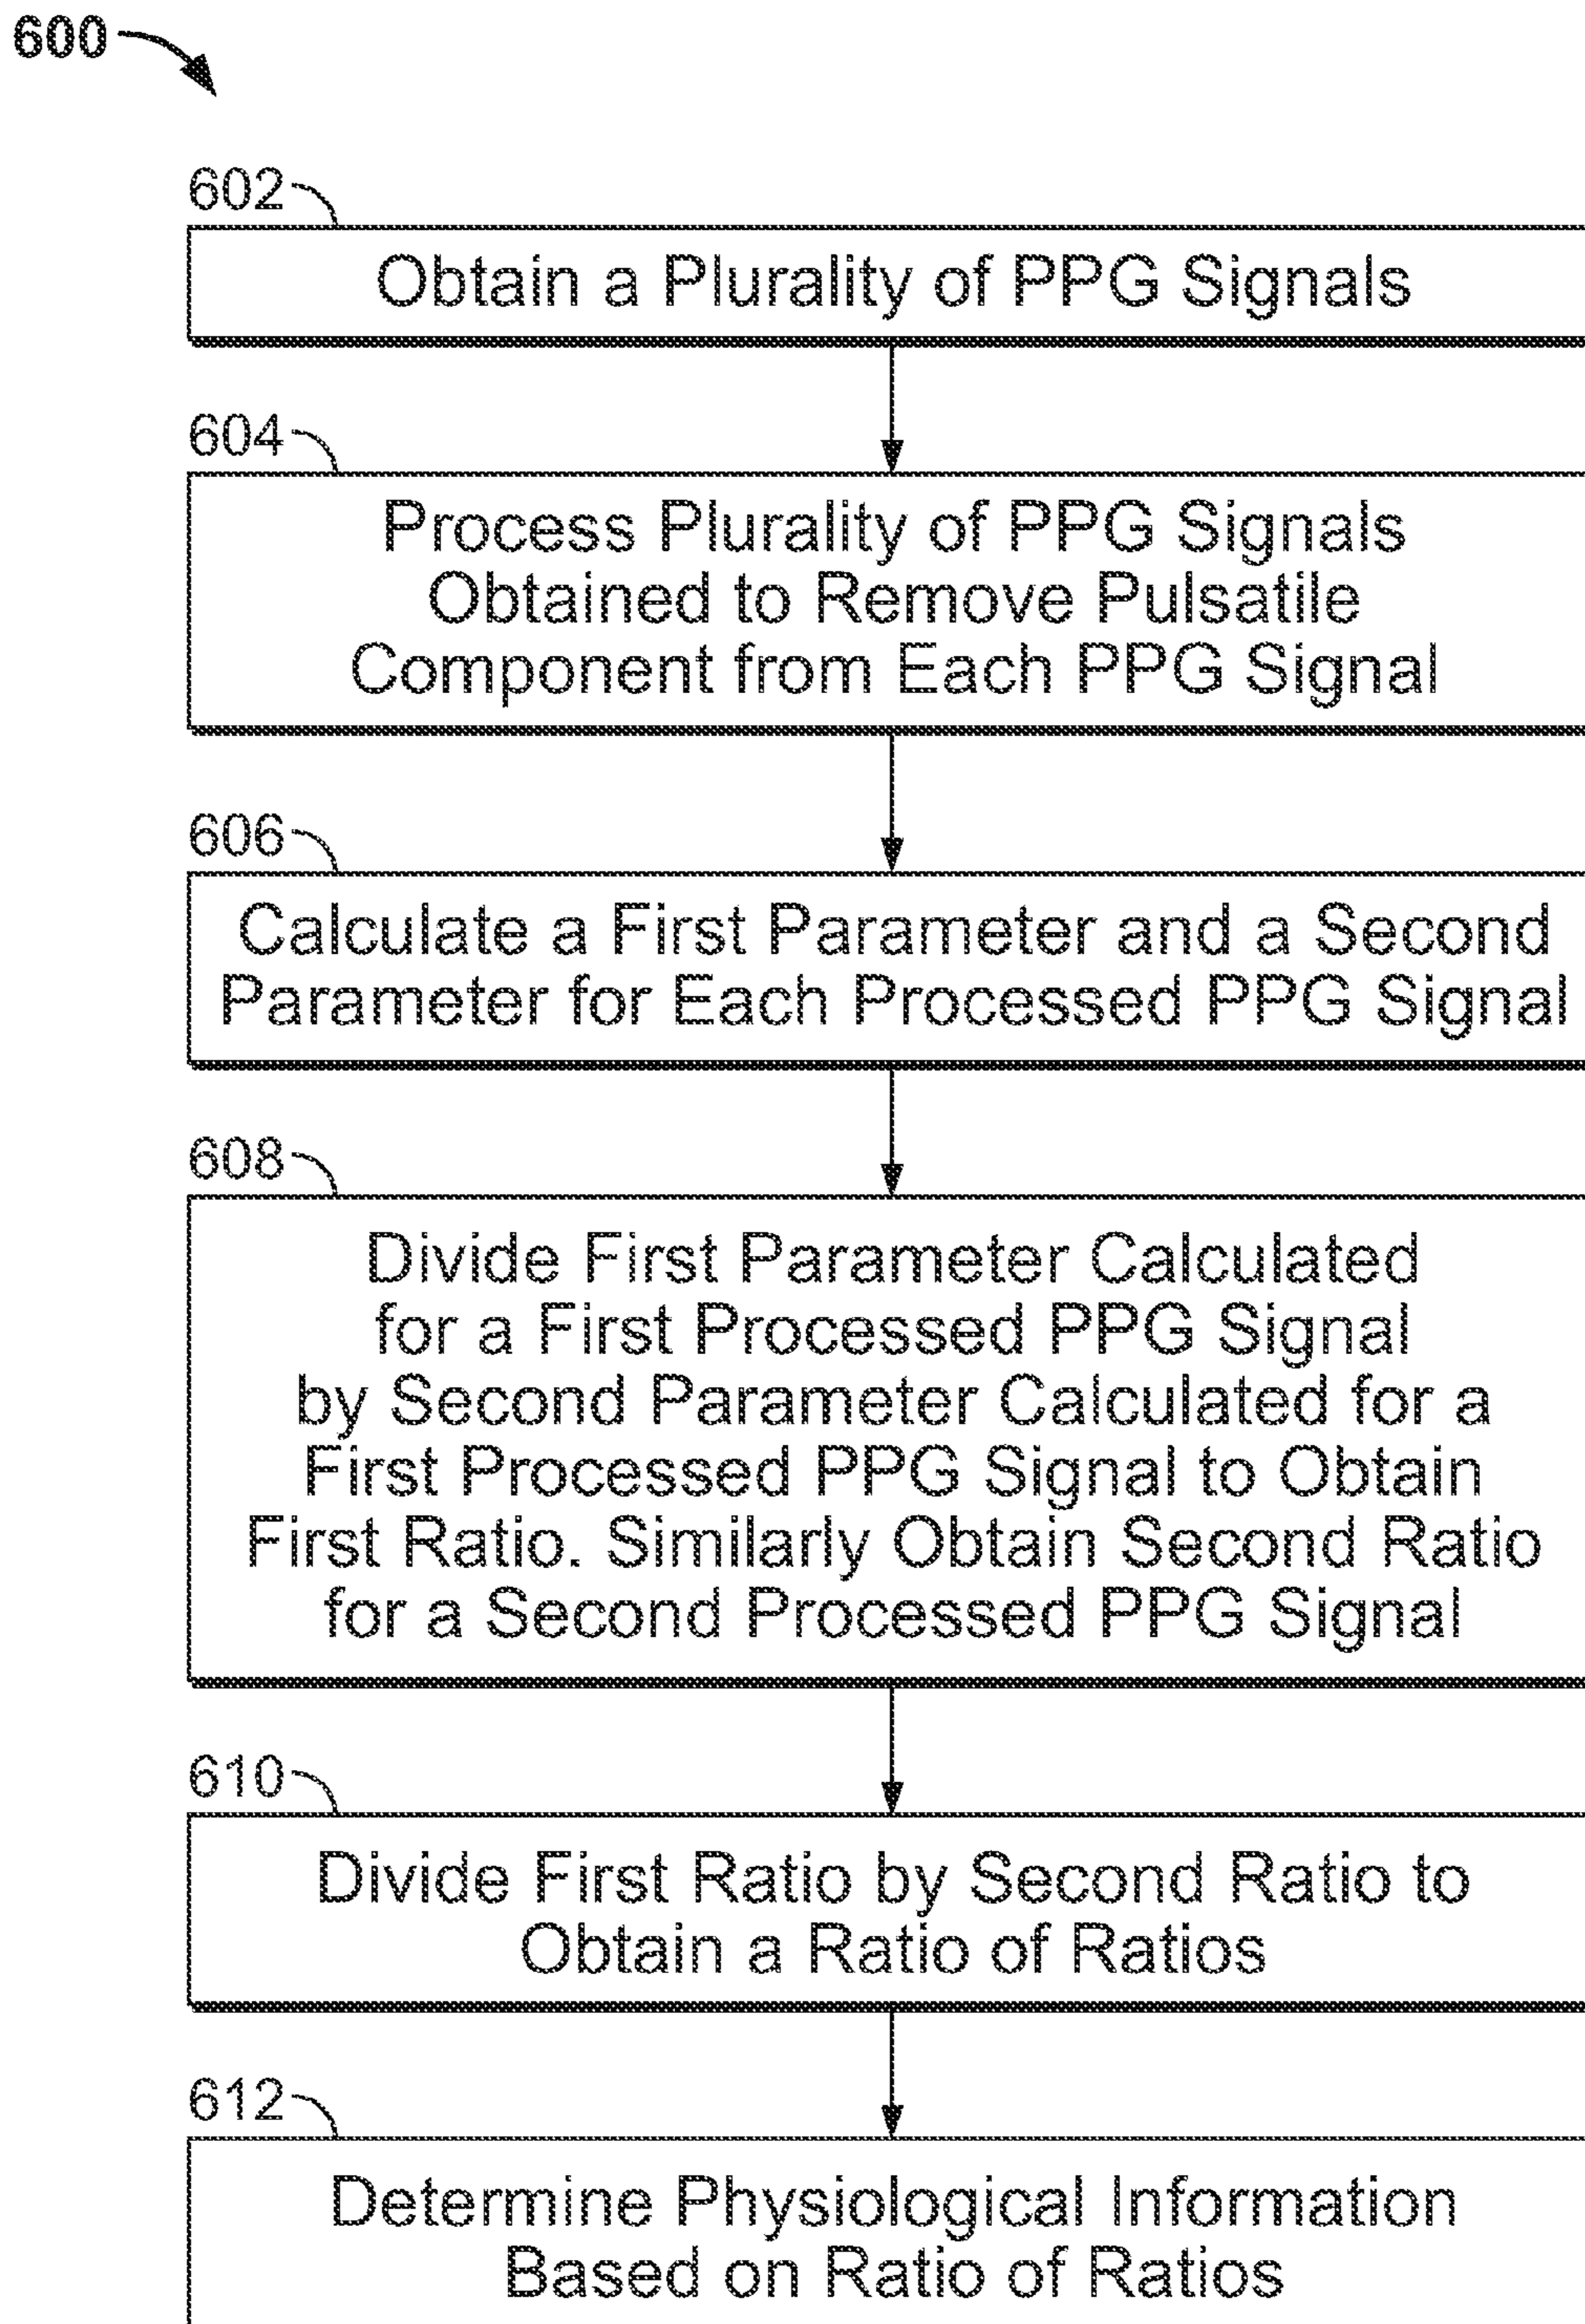 600
602
Obtain a Plurality of PPG Signals
604
Process Plurality of PPG Signals
Obtained to Remove Pulsatile
Component from Each PPG Signal
606
Calculate a First Parameter and a Second
Parameter for Each Processed PPG Signal
608
Divide First Parameter Calculated
for a First Processed PPG Signal
by Second Parameter Calculated for a
First Processed PPG Signal to Obtain
First Ratio. Similarly Obtain Second Ratio
for a Second Processed PPG Signal
610
Divide First Ratio by Second Ratio to
Obtain a Ratio of Ratios
612
Determine Physiological Information
Based on Ratio of Ratios